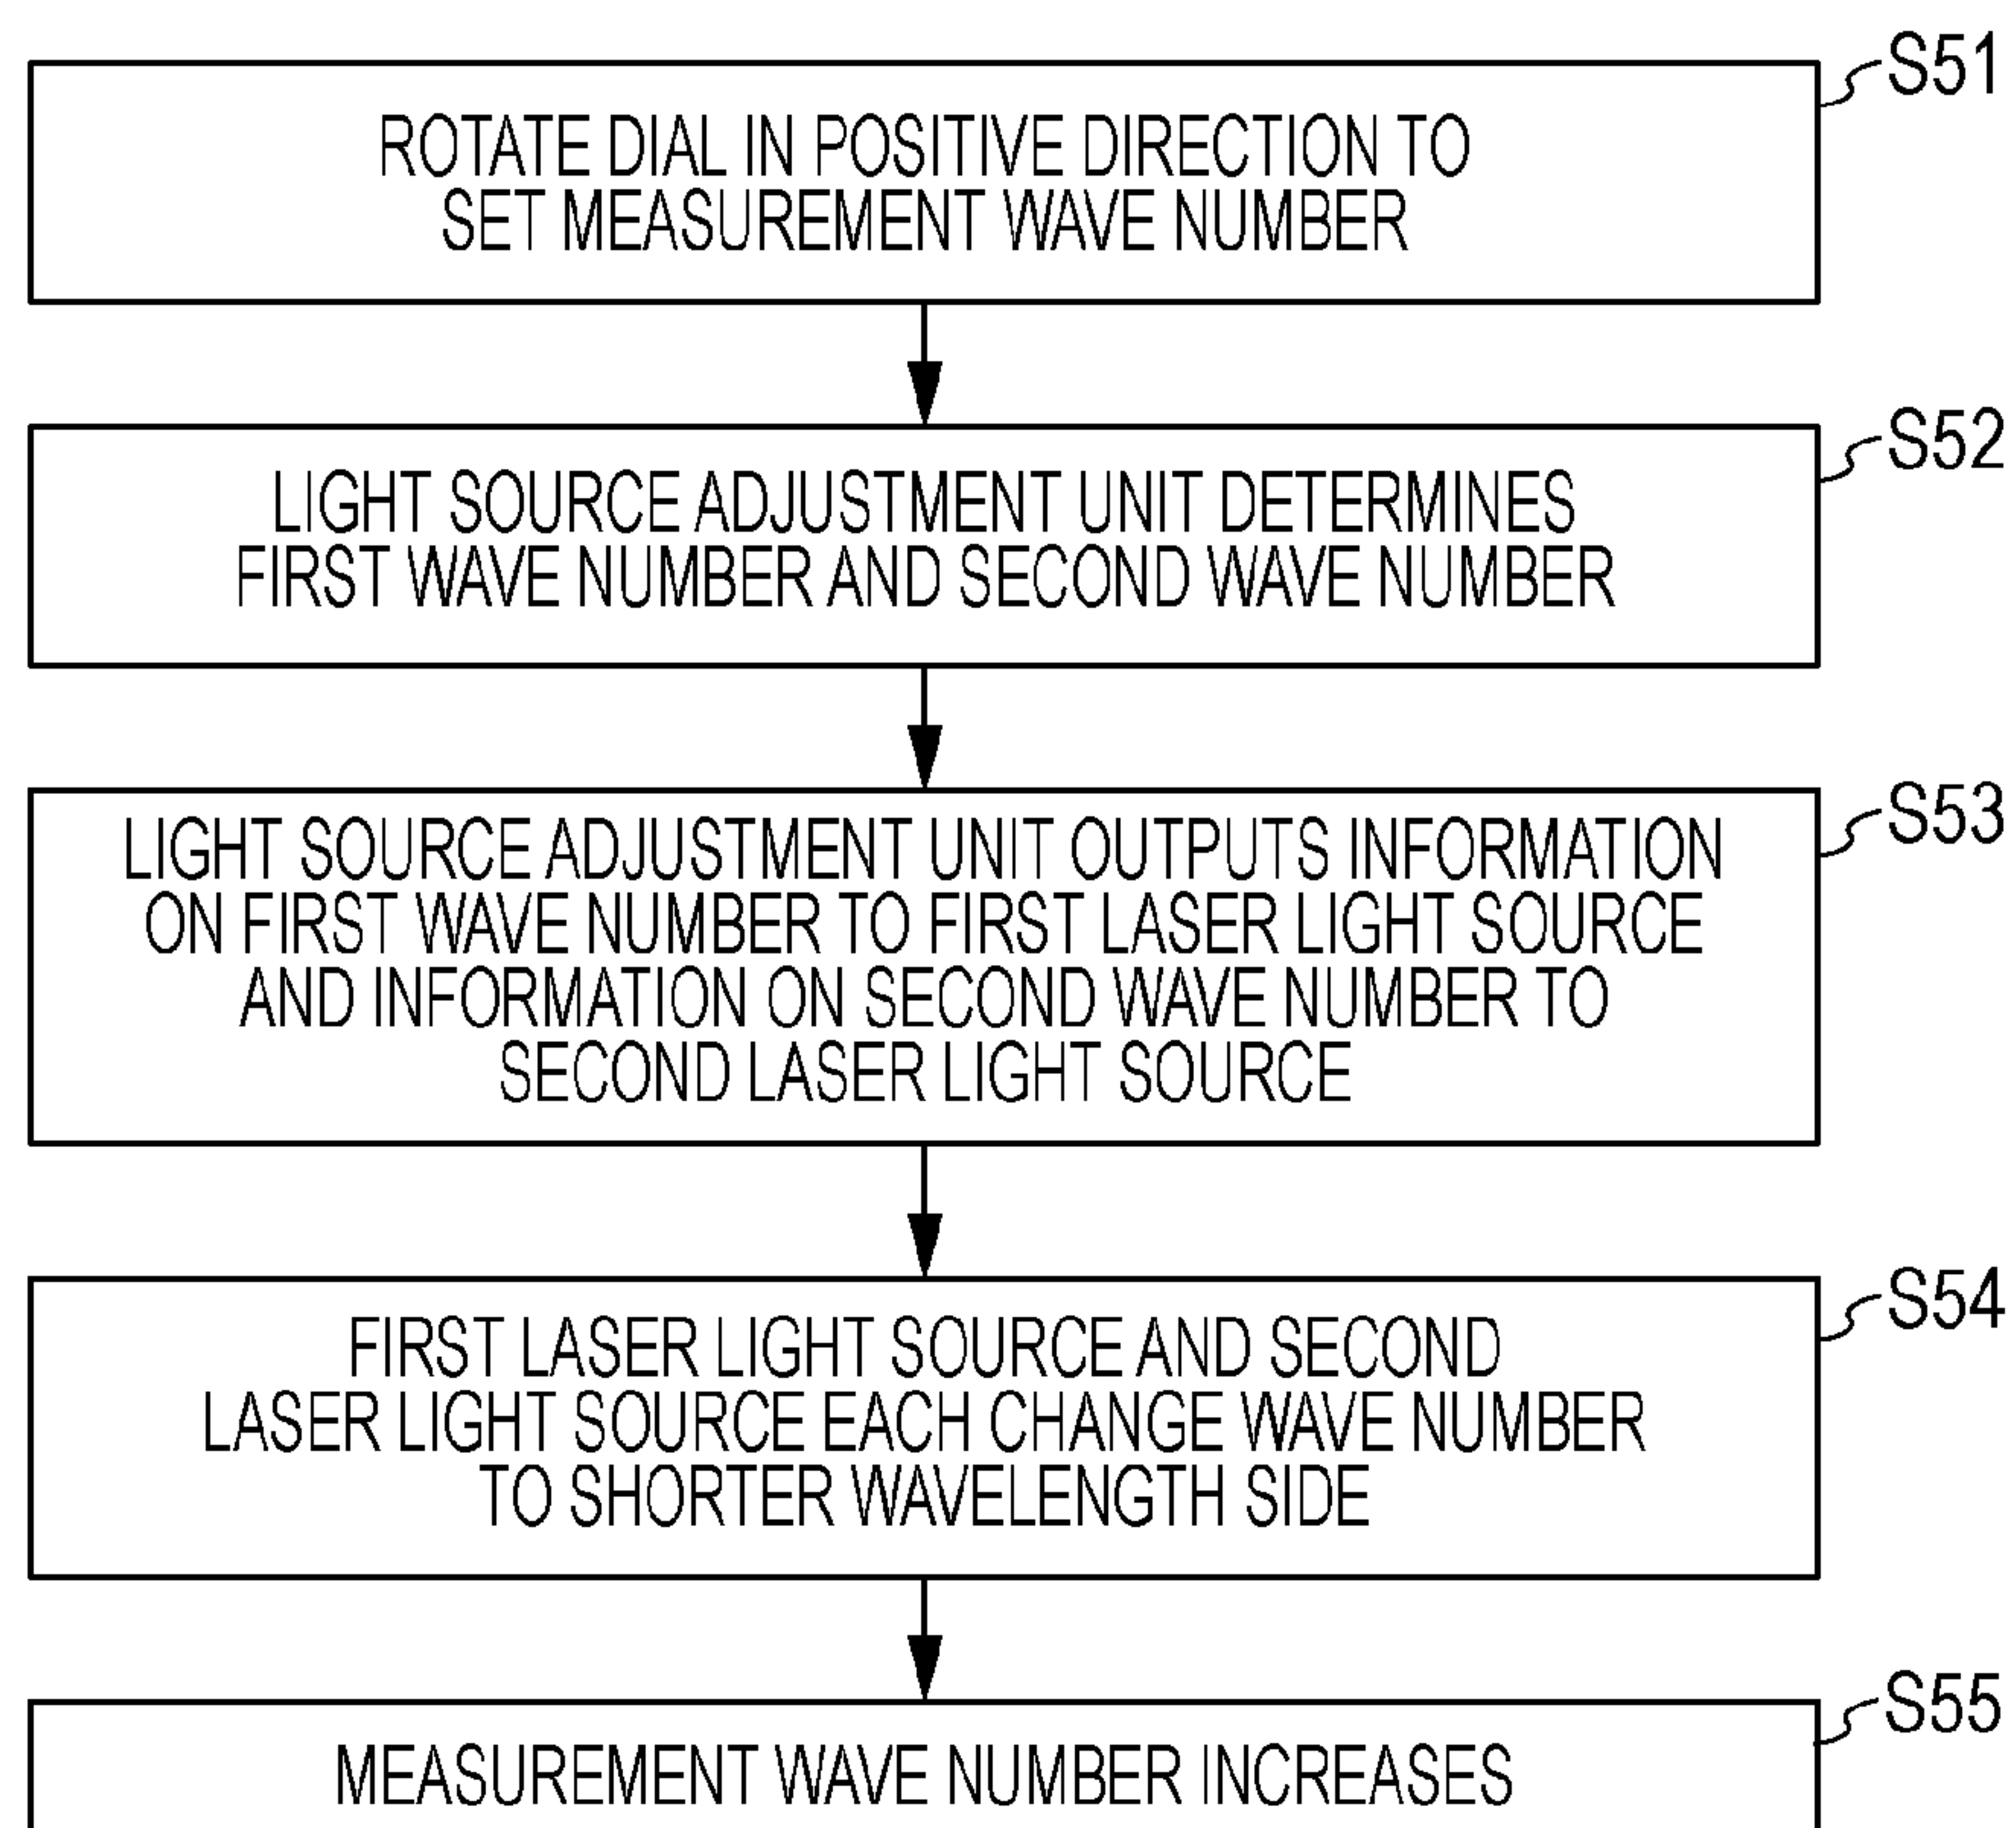 S51
ROTATE DIAL IN POSITIVE DIRECTION TO
SET MEASUREMENT WAVE NUMBER
S52
LIGHT SOURCE ADJUSTMENT UNIT DETERMINES
FIRST WAVE NUMBER AND SECOND WAVE NUMBER
S53
LIGHT SOURCE ADJUSTMENT UNIT OUTPUTS INFORMATION
ON FIRST WAVE NUMBER TO FIRST LASER LIGHT SOURCE
AND INFORMATION ON SECOND WAVE NUMBER TO
SECOND LASER LIGHT SOURCE
S54
FIRST LASER LIGHT SOURCE AND SECOND
LASER LIGHT SOURCE EACH CHANGE WAVE NUMBER
TO SHORTER WAVELENGTH SIDE
S55
MEASUREMENT WAVE NUMBER INCREASES